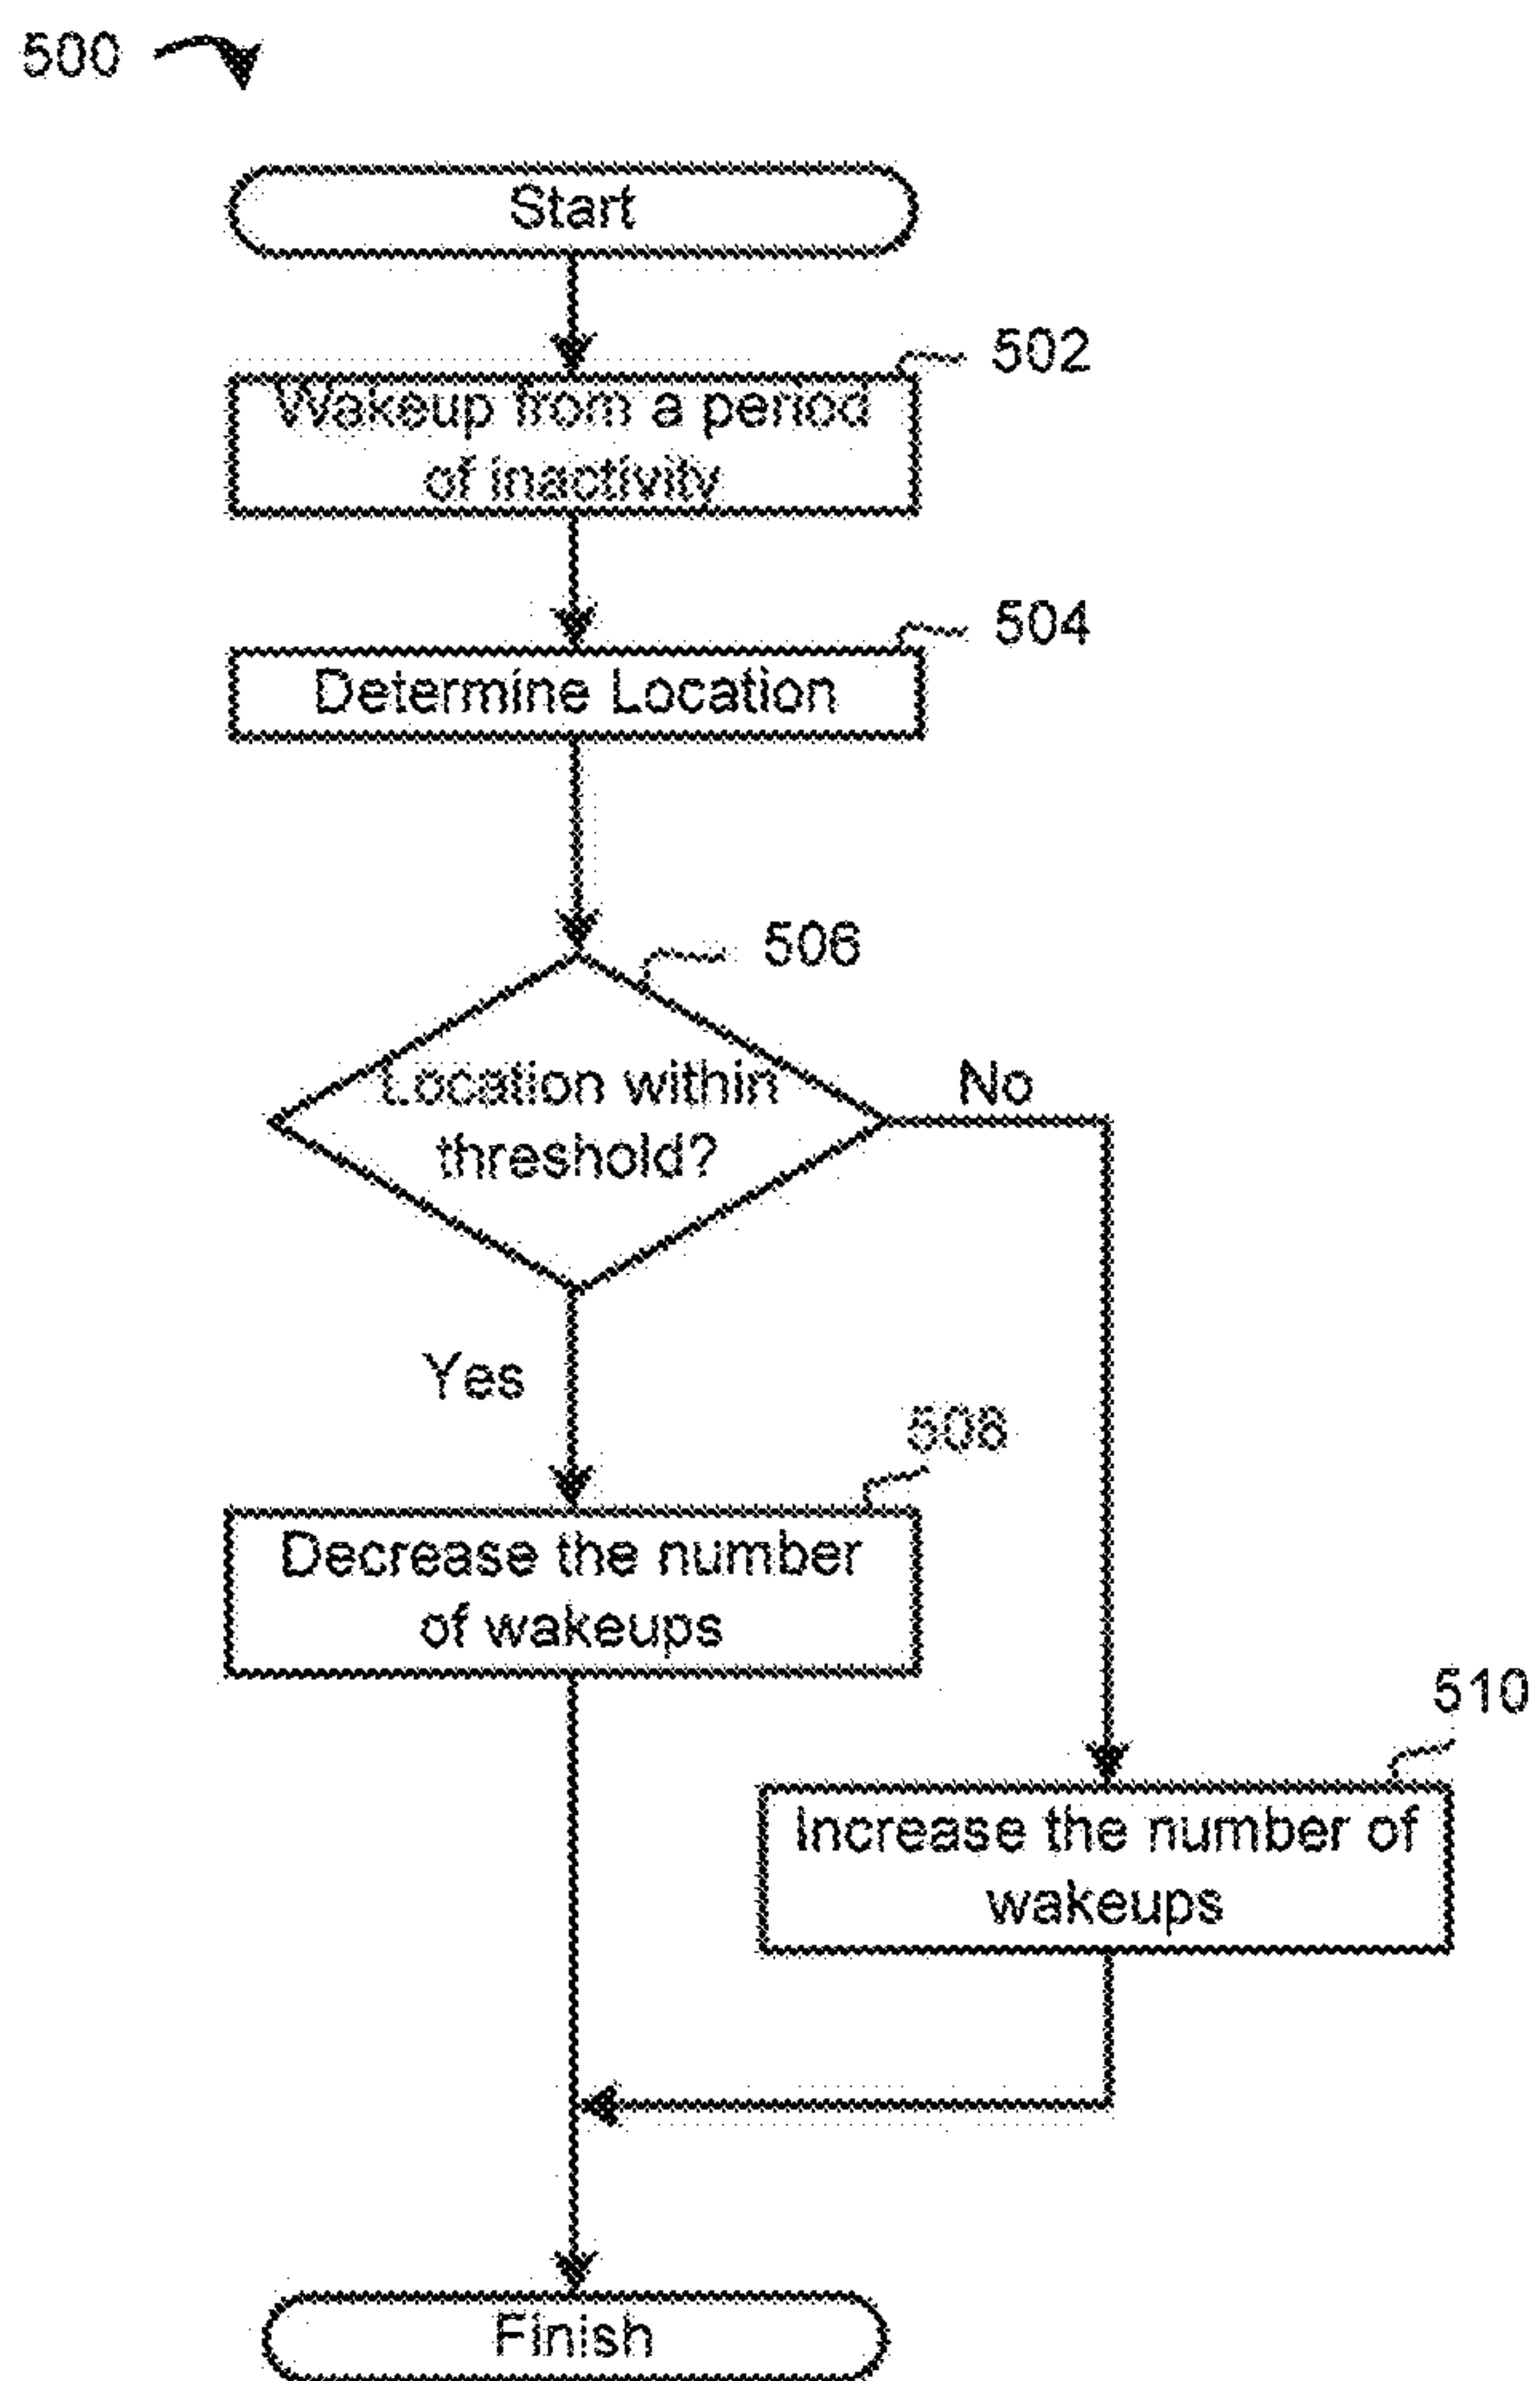 500
Start
502
Wakeup from a period
of inactivity
504
Determine Location
506
Location within
threshold?
No
Yes
508
Decrease the number
of wakeups
510
Increase the number of
wakeups
Finish